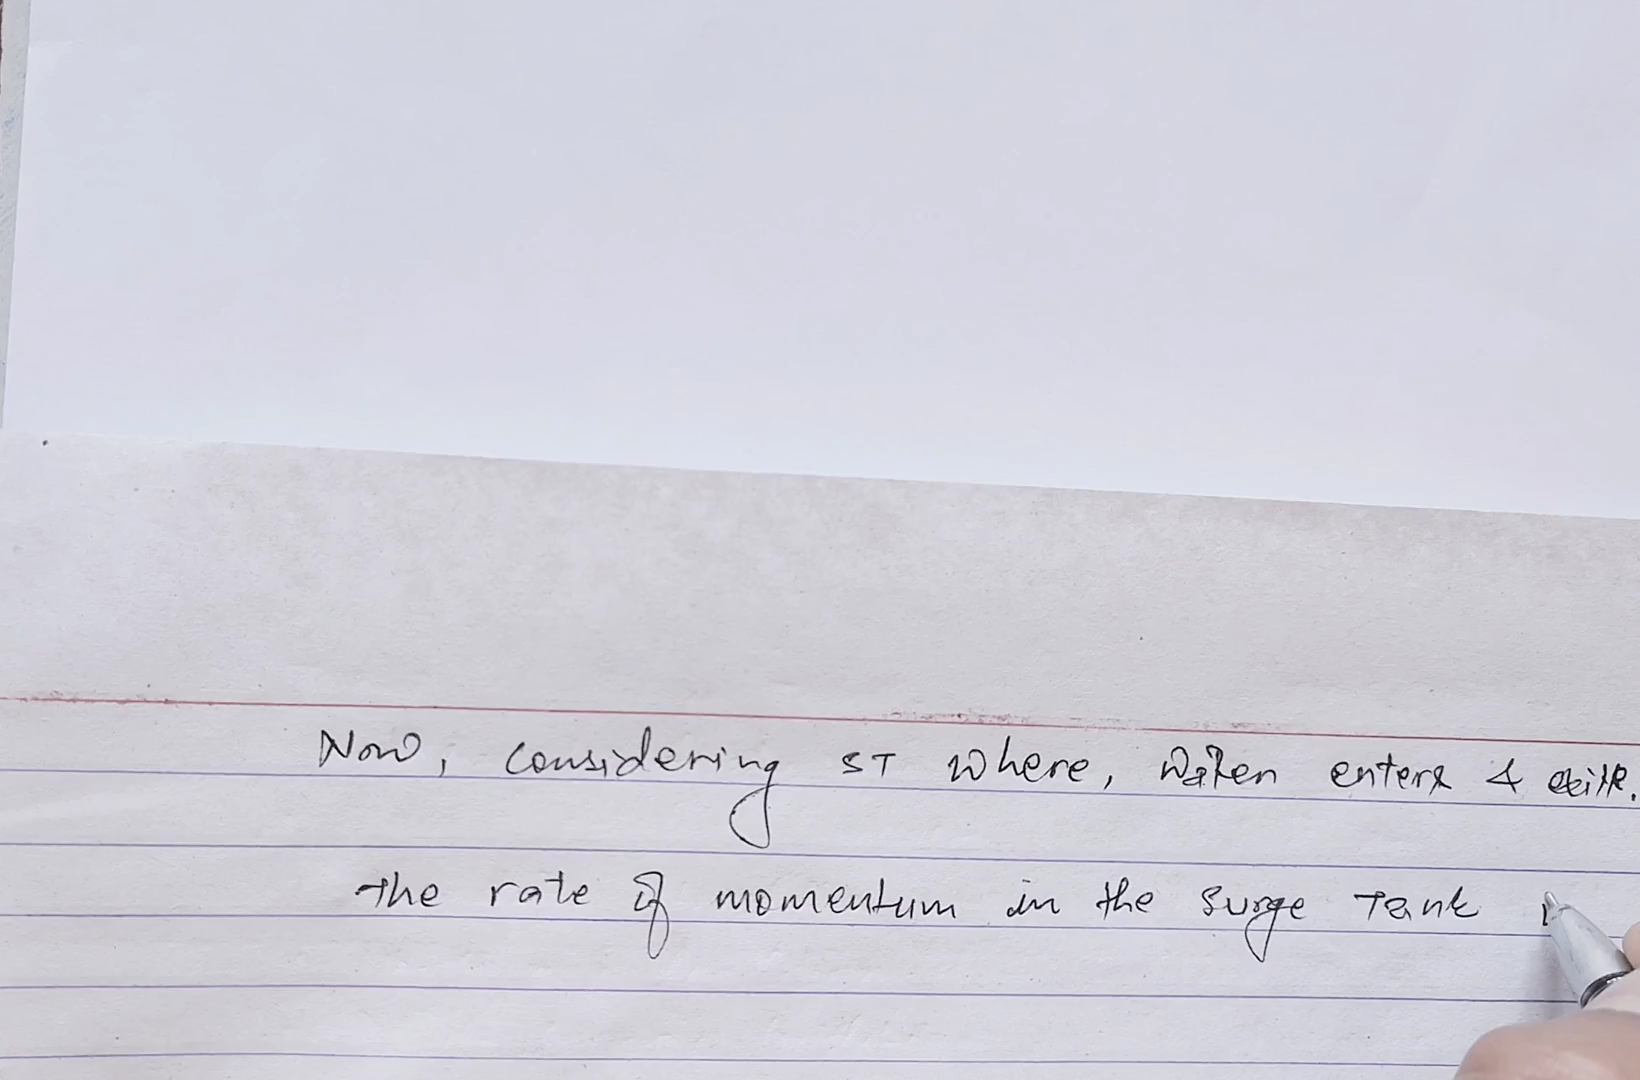 Now, considering ST where, water enters & exits.
The rate of momentum in the surge Tank